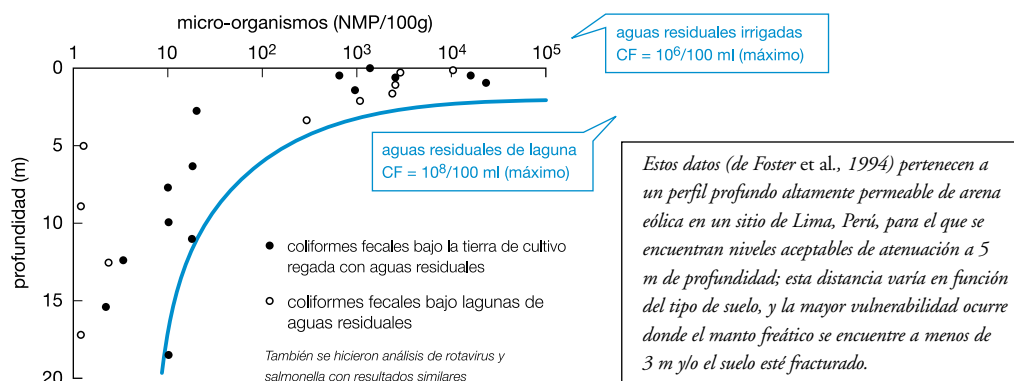 micro-organismos (NMP/100g)
1 10 10² 10³ 10⁴ 10⁵
profundidad (m)
0
5
10
15
20
aguas residuales irrigadas
CF = 10⁶/100 ml (máximo)
aguas residuales de laguna
CF = 10⁸/100 ml (máximo)
coliformes fecales bajo la tierra de cultivo
regada con aguas residuales
coliformes fecales bajo lagunas de
aguas residuales
También se hicieron análisis de rotavirus y
salmonella con resultados similares
Estos datos (de Foster et al., 1994) pertenecen a
un perfil profundo altamente permeable de arena
eólica en un sitio de Lima, Perú, para el que se
encuentran niveles aceptables de atenuación a 5
m de profundidad; esta distancia varía en función
del tipo de suelo, y la mayor vulnerabilidad ocurre
donde el manto freático se encuentre a menos de
3 m y/o el suelo esté fracturado.